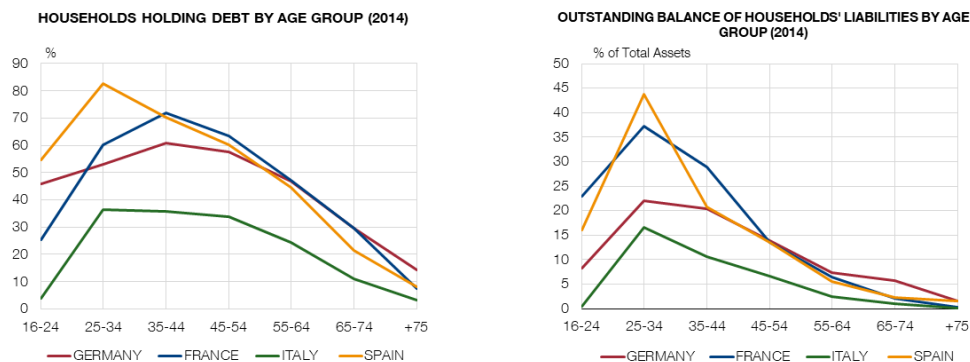 HOUSEHOLDS HOLDING DEBT BY AGE GROUP (2014)
%
90
80
70
60
50
40
30
20
10
0
16-24 25-34 35-44 45-54 55-64 65-74 +75
GERMANY FRANCE ITALY SPAIN
OUTSTANDING BALANCE OF HOUSEHOLDS' LIABILITIES BY AGE
GROUP (2014)
% of Total Assets
50
45
40
35
30
25
20
15
10
5
0
16-24 25-34 35-44 45-54 55-64 65-74 +75
GERMANY FRANCE ITALY SPAIN